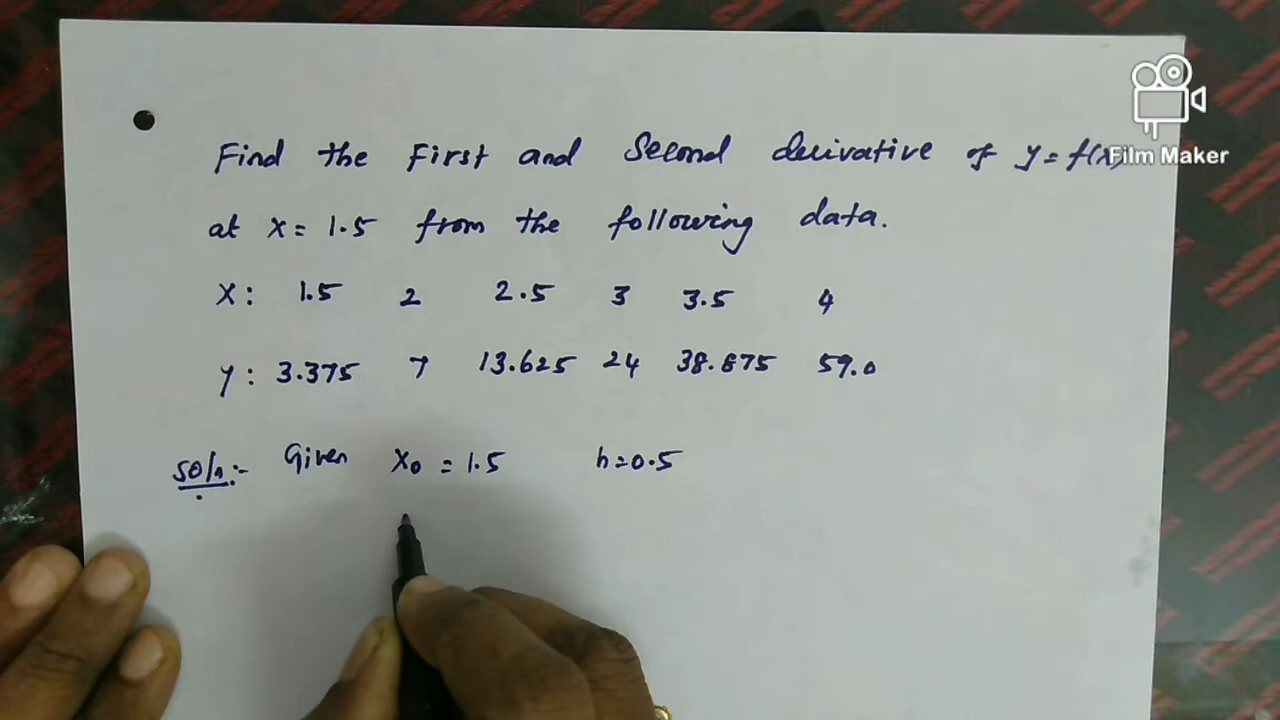 Find the First and Second derivative of y = f(x)
at x = 1.5 from the following data.
x : 1.5 2 2.5 3 3.5 4
y : 3.375 7 13.625 24 38.875 59.0
Soln:- Given x₀ = 1.5 h=0.5
Film Maker